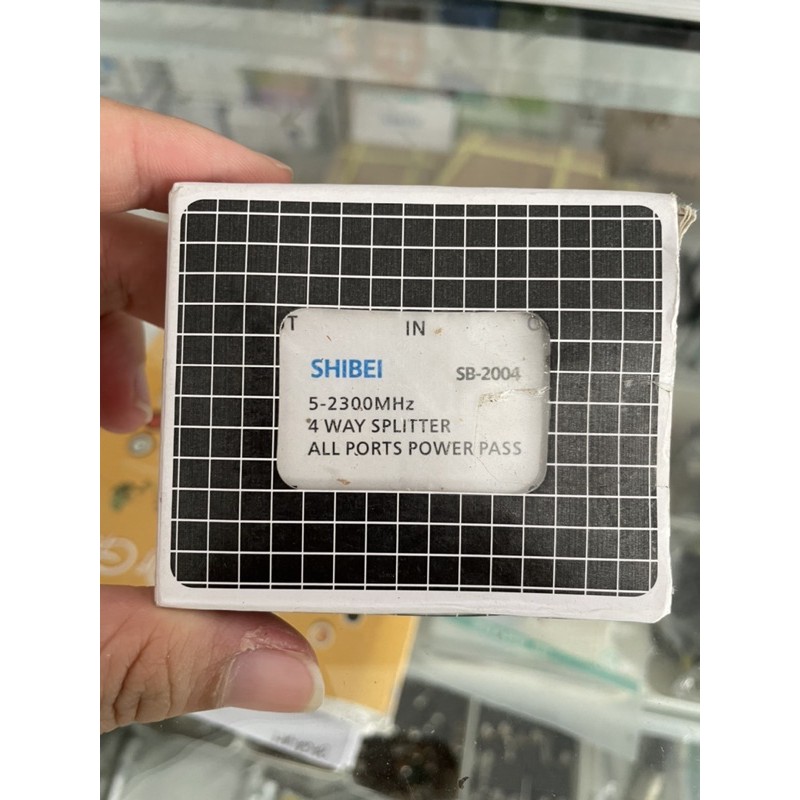 T IN
SHIBEI SB-2004
5-2300MHz
4 WAY SPLITTER
ALL PORTS POWER PASS